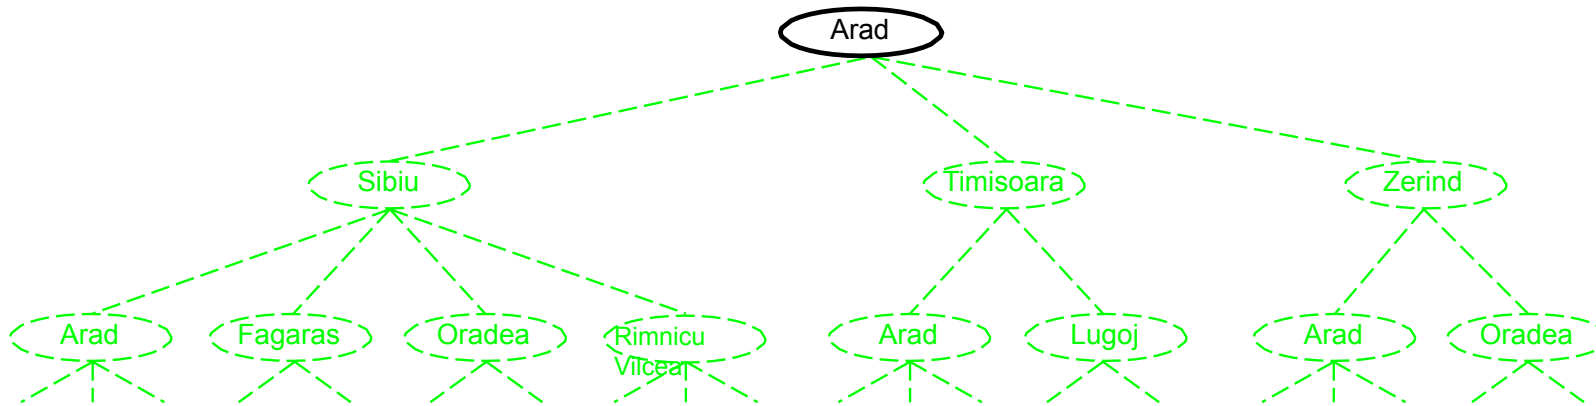 Arad
Sibiu
Timisoara
Zerind
Arad
Fagaras
Oradea
Rimnicu
Vilcea
Arad
Lugoj
Arad
Oradea